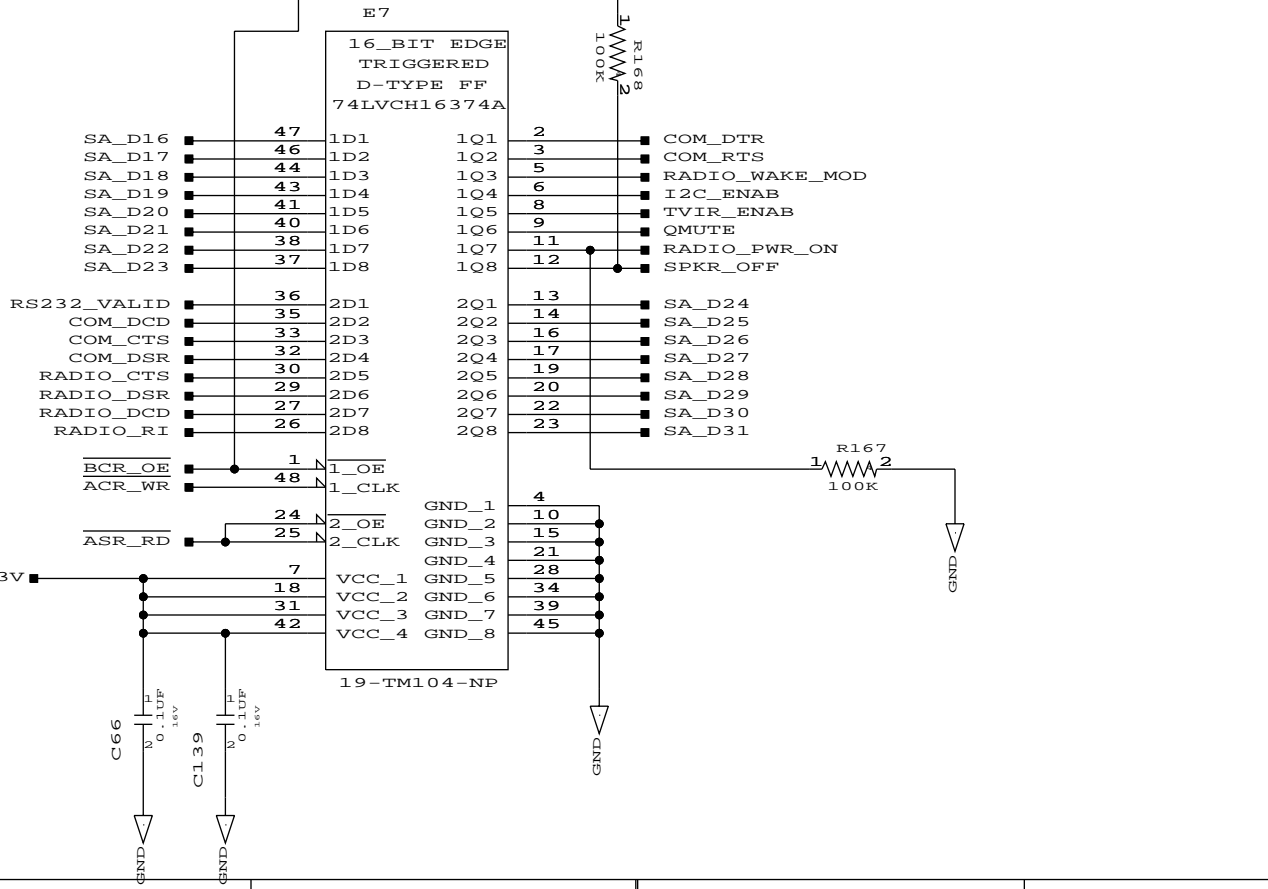 E7
16_BIT EDGE
TRIGGERED
D-TYPE FF
74LVCH16374A
1 R168 100K 2
SA_D16 47 1D1 1Q1 2 COM_DTR
SA_D17 46 1D2 1Q2 3 COM_RTS
SA_D18 44 1D3 1Q3 5 RADIO_WAKE_MOD
SA_D19 43 1D4 1Q4 6 I2C_ENAB
SA_D20 41 1D5 1Q5 8 TVIR_ENAB
SA_D21 40 1D6 1Q6 9 QMUTE
SA_D22 38 1D7 1Q7 11 RADIO_PWR_ON
SA_D23 37 1D8 1Q8 12 SPKR_OFF
RS232_VALID 36 2D1 2Q1 13 SA_D24
COM_DCD 35 2D2 2Q2 14 SA_D25
COM_CTS 33 2D3 2Q3 16 SA_D26
COM_DSR 32 2D4 2Q4 17 SA_D27
RADIO_CTS 30 2D5 2Q5 19 SA_D28
RADIO_DSR 29 2D6 2Q6 20 SA_D29
RADIO_DCD 27 2D7 2Q7 22 SA_D30
RADIO_RI 26 2D8 2Q8 23 SA_D31
R167
BCR_OE 1 1_OE 1 2
ACR_WR 48 1_CLK 100K
GND_1 4
24 2_OE GND_2 10
ASR_RD 25 2_CLK GND_3 15
GND_4 21
3V 7 VCC_1 GND_5 28
18 VCC_2 GND_6 34
31 VCC_3 GND_7 39
42 VCC_4 GND_8 45
GND
19-TM104-NP
C66 1 0.1UF 16V 2
C139 1 0.1UF 16V 2
GND
GND
GND